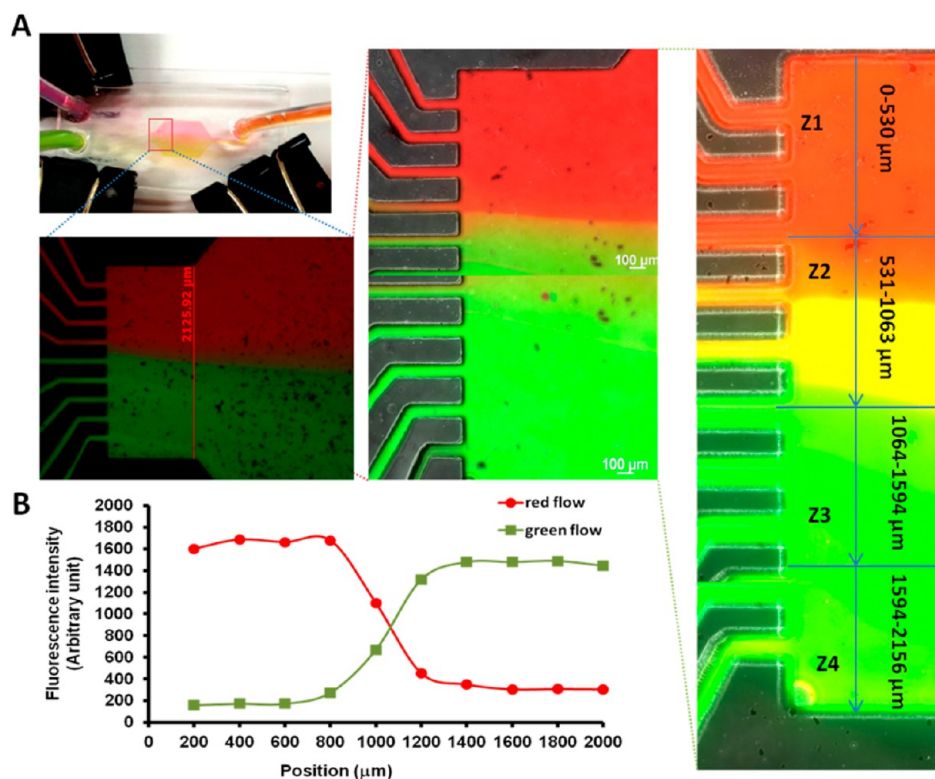 A
2125.92 µm
100 µm
100 µm
Z1
0-530 µm
Z2
531-1063 µm
1064-1594 µm
Z3
1594-2156 µm
Z4
B
red flow
green flow
Fluorescence intensity
(Arbitrary unit)
2000
1800
1600
1400
1200
1000
800
600
400
200
0
0 200 400 600 800 1000 1200 1400 1600 1800 2000
Position (µm)